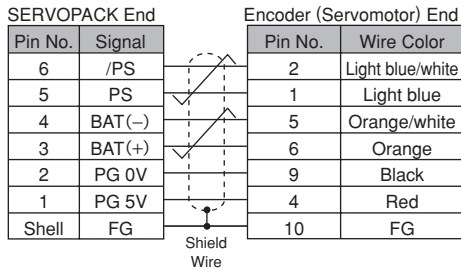 SERVOPACK End Encoder (Servomotor) End
Pin No. Signal Pin No. Wire Color
6 /PS 2 Light blue/white
5 PS 1 Light blue
4 BAT(−) 5 Orange/white
3 BAT(+) 6 Orange
2 PG 0V 9 Black
1 PG 5V 4 Red
Shell FG 10 FG
Shield
Wire